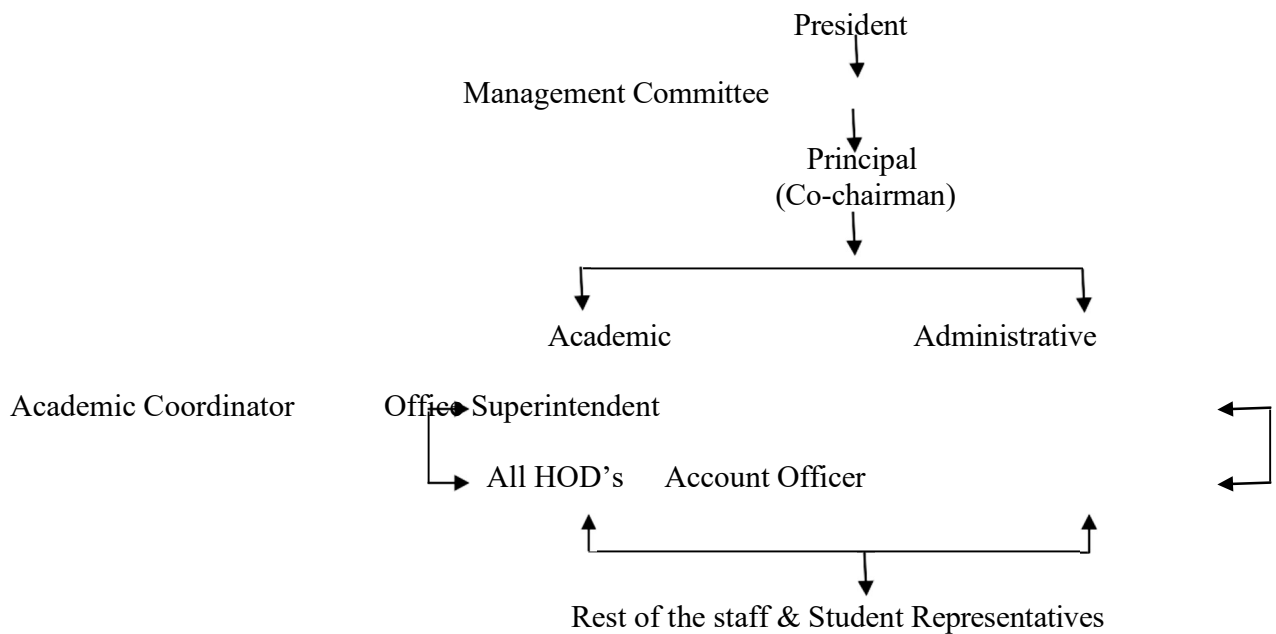 President
Management Committee
Principal
(Co-chairman)
Academic Administrative
Academic Coordinator Office Superintendent
All HOD’s Account Officer
Rest of the staff & Student Representatives